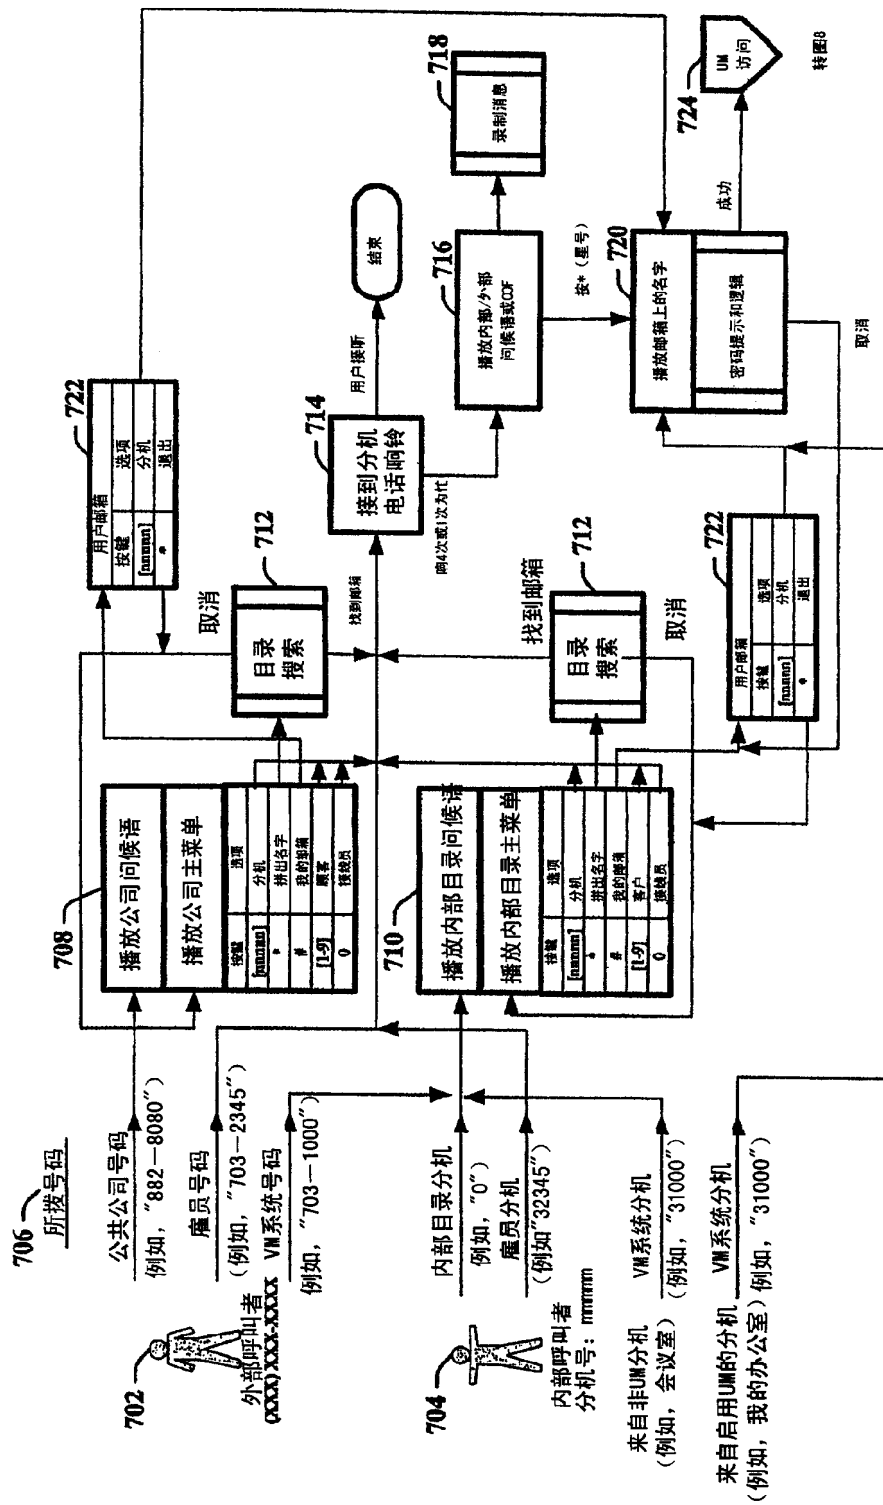 706
所拨号码
702
外部呼叫者
(XXX) XXX-XXXX
公共公司号码
例如, "882-8080")
雇员号码
(例如, "703-2345")
VM系统号码
例如, "703-1000")
704
内部呼叫者
分机号: nnnnn
内部目录分机
例如, "0")
雇员分机
(例如"32345")
来自非UM分机
(例如, 会议室)
VM系统分机
(例如, "31000")
来自启用UM的分机
(例如, 我的办公室)
VM系统分机
例如, "31000")
708
播放公司问候语
播放公司主菜单
按键 选项
[nnnnn] 分机
* 拼出名字
# 我的邮箱
[1-9] 顾客
0 接线员
710
播放内部目录问候语
播放内部目录主菜单
按键 选项
[nnnnn] 分机
* 拼出名字
# 我的邮箱
[1-9] 客户
0 接线员
712
目录
搜索
取消
找到邮箱
712
目录
搜索
找到邮箱
取消
722
用户邮箱
按键 选项
[nnnnn] 分机
* 退出
722
用户邮箱
按键 选项
[nnnnn] 分机
* 退出
714
接到分机
电话响铃
用户接听
结束
响4次或1次为忙
716
播放内部/外部
问候语或COF
718
录制消息
按*(星号)
720
播放邮箱上的名字
密码提示和逻辑
成功
取消
724
UM
访问
转图8